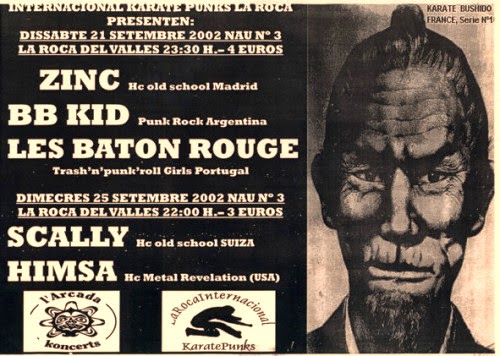 INTERNACIONAL KARATE PUNKS LA ROCA
PRESENTEN:
DISSABTE 21 SETEMBRE 2002 NAU Nº 3
LA ROCA DEL VALLES 23:30 H.- 4 EUROS
ZINC Hc old school Madrid
BB KID Punk Rock Argentina
LES BATON ROUGE
Trash'n'punk'roll Girls Portugal
DIMECRES 25 SETEMBRE 2002 NAU Nº 3
LA ROCA DEL VALLES 22:00 H.- 3 EUROS
SCALLY Hc old school SUIZA
HIMSA Hc Metal Revelation (USA)
l'Arcada
koncerts
LaRocaInternacional
KaratePunks
KARATE BUSHIDO
FRANCE, Serie Nº1